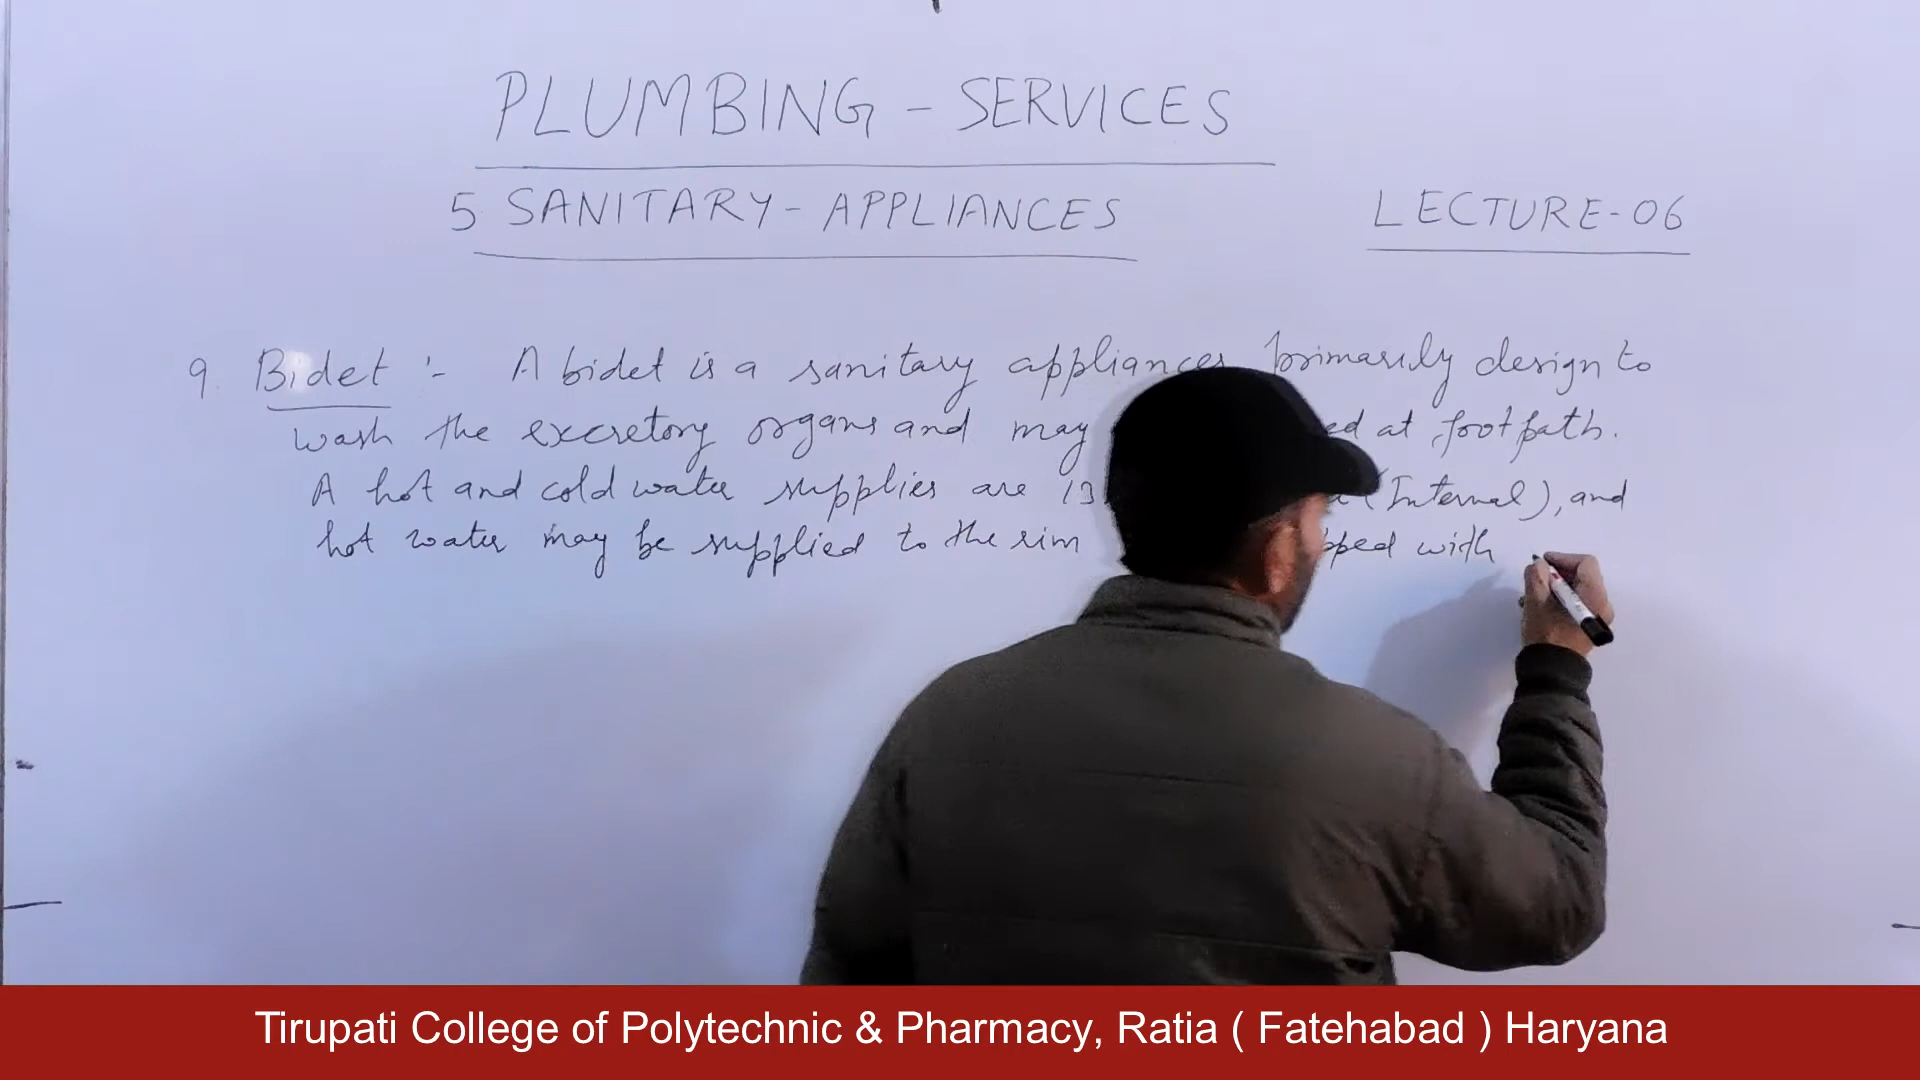 PLUMBING - SERVICES
5 SANITARY - APPLIANCES
LECTURE-06
9. Bidet :- A bidet is a sanitary appliances primarily design to
wash the excretory organs and may ed at footpath.
A hot and cold water supplies are (Internal), and
hot water may be supplied to the rim pped with
Tirupati College of Polytechnic & Pharmacy, Ratia ( Fatehabad ) Haryana